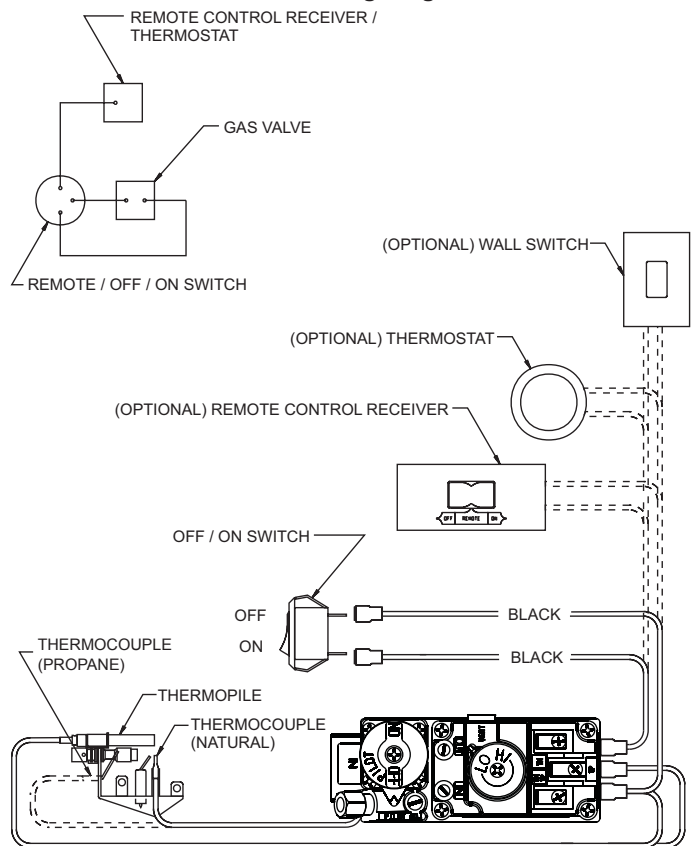 REMOTE CONTROL RECEIVER /
THERMOSTAT
GAS VALVE
REMOTE / OFF / ON SWITCH
(OPTIONAL) WALL SWITCH
(OPTIONAL) THERMOSTAT
(OPTIONAL) REMOTE CONTROL RECEIVER
OFF REMOTE ON
OFF / ON SWITCH
OFF
BLACK
ON
BLACK
THERMOCOUPLE
(PROPANE)
THERMOPILE
THERMOCOUPLE
(NATURAL)
IN
PILOT
OFF
LO HI